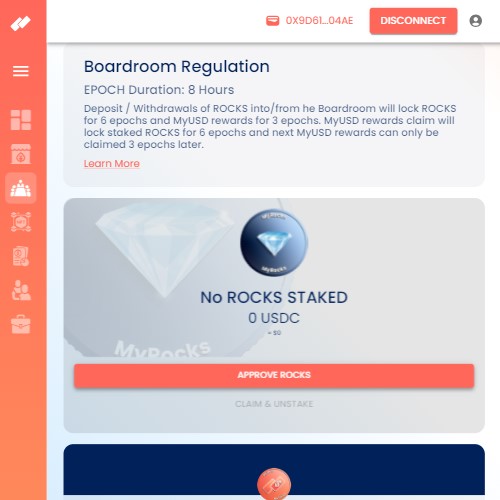 0X9D61...04AE
DISCONNECT
Boardroom Regulation
EPOCH Duration: 8 Hours
Deposit / Withdrawals of ROCKS into/from he Boardroom will lock ROCKS
for 6 epochs and MyUSD rewards for 3 epochs. MyUSD rewards claim will
lock staked ROCKS for 6 epochs and next MyUSD rewards can only be
claimed 3 epochs later.
Learn More
MyRocks
MyRocks
No ROCKS STAKED
0 USDC
≈ $0
MyRocks
APPROVE ROCKS
CLAIM & UNSTAKE